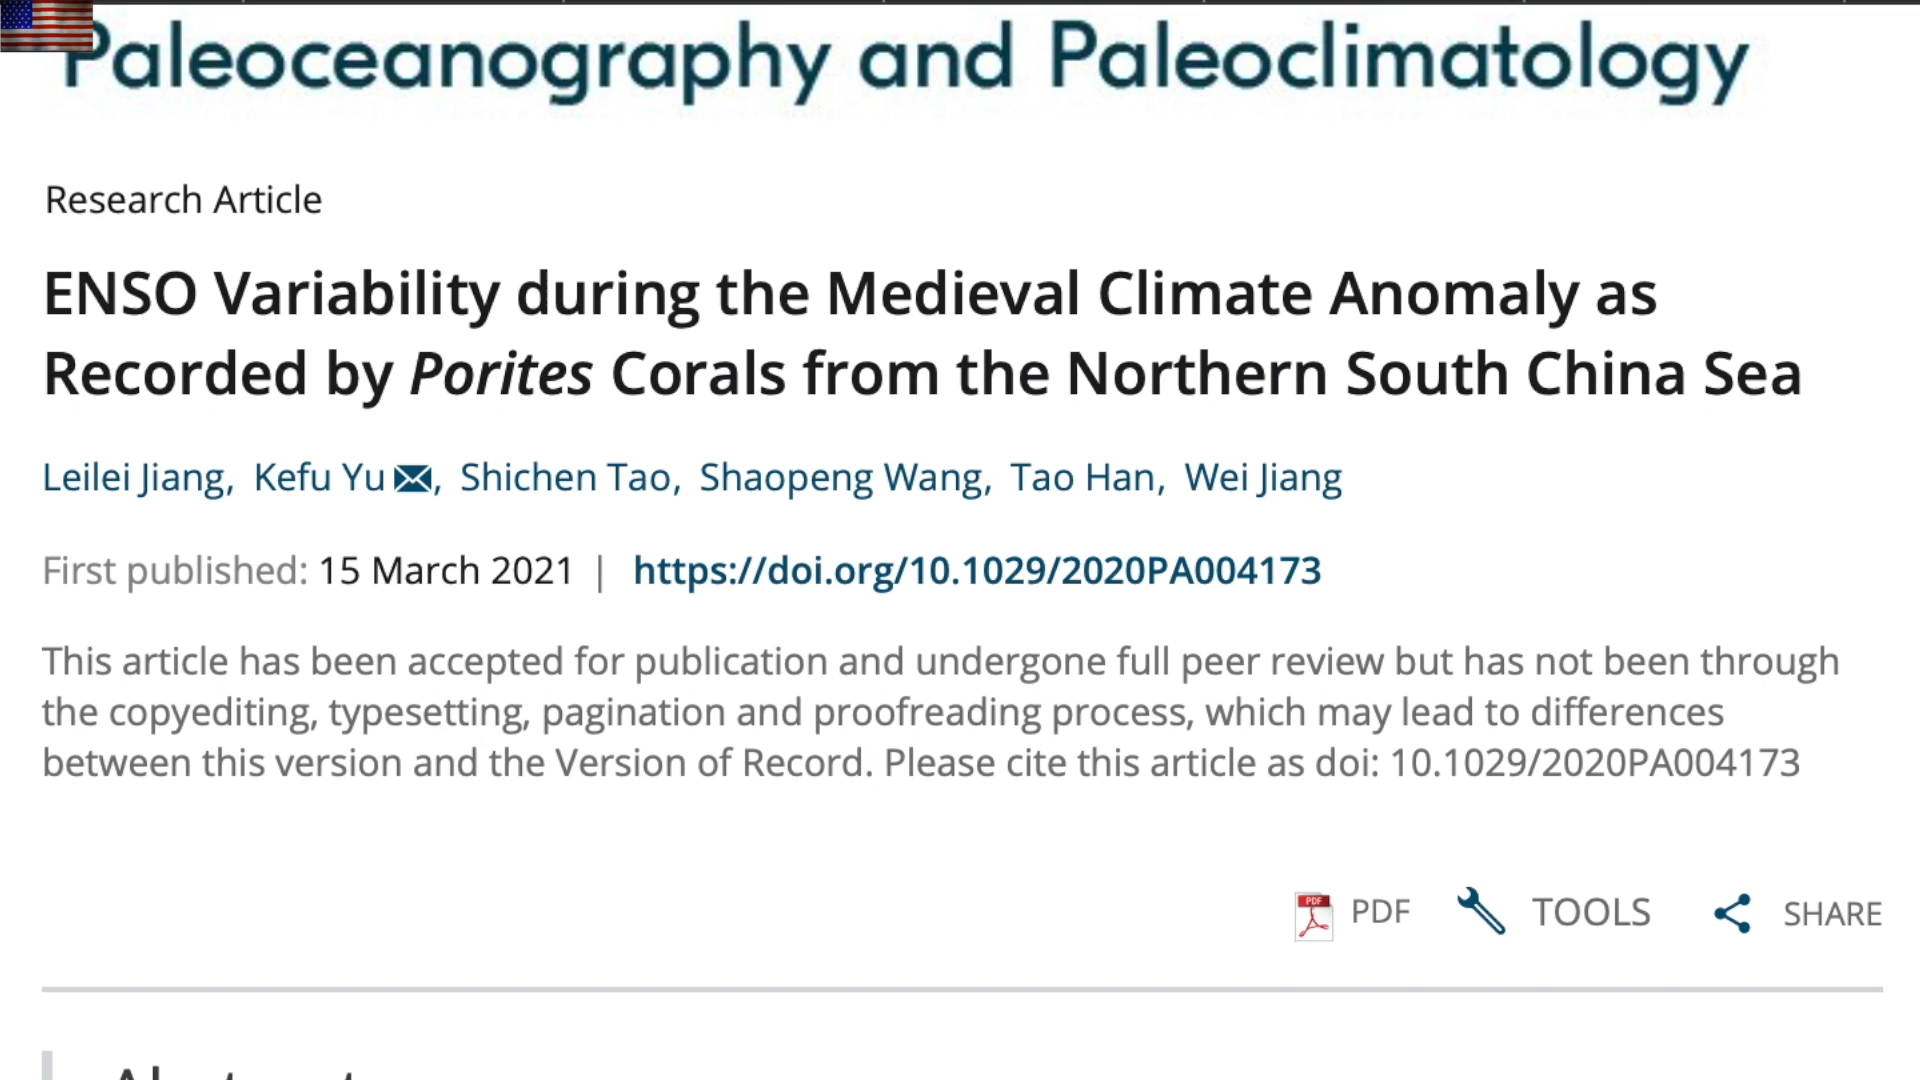 Paleoceanography and Paleoclimatology
Research Article
ENSO Variability during the Medieval Climate Anomaly as
Recorded by Porites Corals from the Northern South China Sea
Leilei Jiang, Kefu Yu, Shichen Tao, Shaopeng Wang, Tao Han, Wei Jiang
First published: 15 March 2021 | https://doi.org/10.1029/2020PA004173
This article has been accepted for publication and undergone full peer review but has not been through
the copyediting, typesetting, pagination and proofreading process, which may lead to differences
between this version and the Version of Record. Please cite this article as doi: 10.1029/2020PA004173
PDF PDF TOOLS SHARE